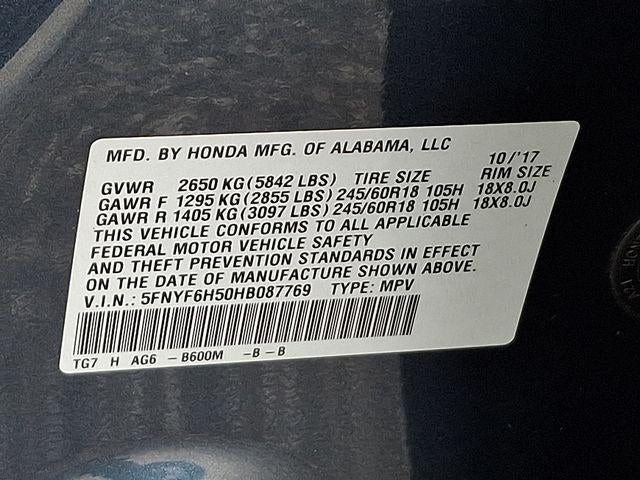 MFD. BY HONDA MFG. OF ALABAMA, LLC 10/'17
GVWR 2650 KG (5842 LBS) TIRE SIZE RIM SIZE
GAWR F 1295 KG (2855 LBS) 245/60R18 105H 18X8.0J
GAWR R 1405 KG (3097 LBS) 245/60R18 105H 18X8.0J
THIS VEHICLE CONFORMS TO ALL APPLICABLE
FEDERAL MOTOR VEHICLE SAFETY
AND THEFT PREVENTION STANDARDS IN EFFECT
ON THE DATE OF MANUFACTURE SHOWN ABOVE.
V.I.N.: 5FNYF6H50HB087769 TYPE: MPV
TG7 H AG6 -B600M -B -B